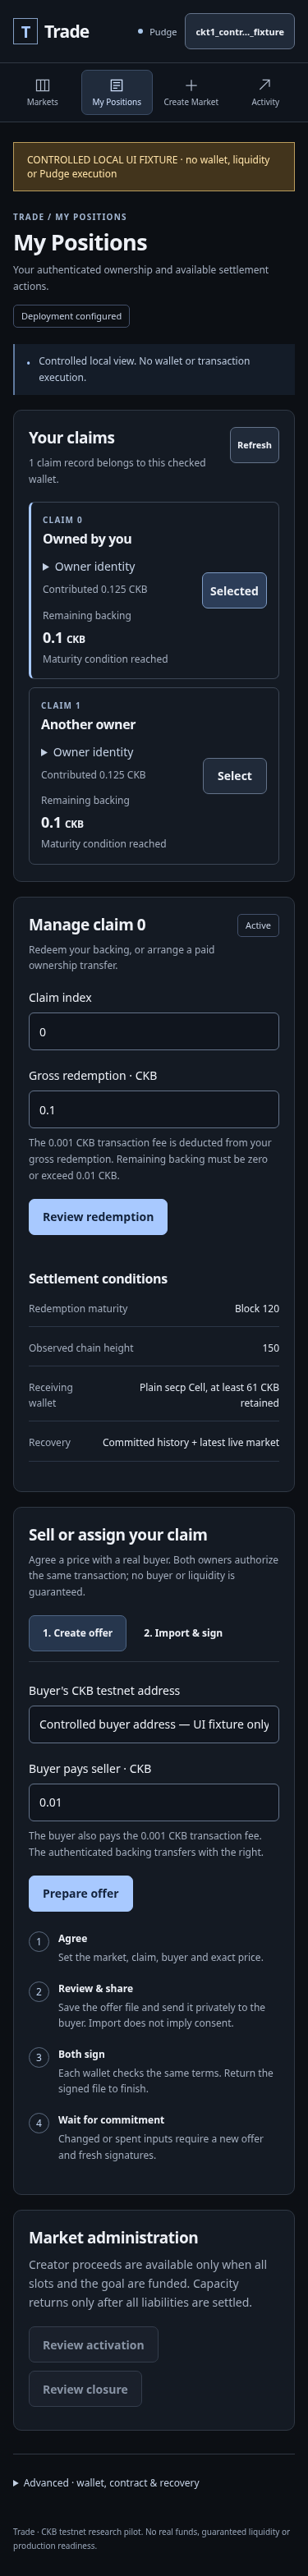 T Trade
Pudge
ckt1_contr..._fixture
Markets
My Positions
Create Market
Activity
CONTROLLED LOCAL UI FIXTURE · no wallet, liquidity
or Pudge execution
TRADE / MY POSITIONS
My Positions
Your authenticated ownership and available settlement
actions.
Deployment configured
Controlled local view. No wallet or transaction
execution.
Your claims
Refresh
1 claim record belongs to this checked
wallet.
CLAIM 0
Owned by you
Owner identity
Contributed 0.125 CKB
Selected
Remaining backing
0.1 CKB
Maturity condition reached
CLAIM 1
Another owner
Owner identity
Contributed 0.125 CKB
Select
Remaining backing
0.1 CKB
Maturity condition reached
Manage claim 0
Active
Redeem your backing, or arrange a paid
ownership transfer.
Claim index
0
Gross redemption · CKB
0.1
The 0.001 CKB transaction fee is deducted from your
gross redemption. Remaining backing must be zero
or exceed 0.01 CKB.
Review redemption
Settlement conditions
Redemption maturity Block 120
Observed chain height 150
Receiving wallet Plain secp Cell, at least 61 CKB retained
Recovery Committed history + latest live market
Sell or assign your claim
Agree a price with a real buyer. Both owners authorize
the same transaction; no buyer or liquidity is
guaranteed.
1. Create offer
2. Import & sign
Buyer's CKB testnet address
Controlled buyer address — UI fixture only
Buyer pays seller · CKB
0.01
The buyer also pays the 0.001 CKB transaction fee.
The authenticated backing transfers with the right.
Prepare offer
1 Agree
Set the market, claim, buyer and exact price.
2 Review & share
Save the offer file and send it privately to the
buyer. Import does not imply consent.
3 Both sign
Each wallet checks the same terms. Return the
signed file to finish.
4 Wait for commitment
Changed or spent inputs require a new offer
and fresh signatures.
Market administration
Creator proceeds are available only when all
slots and the goal are funded. Capacity
returns only after all liabilities are settled.
Review activation
Review closure
Advanced · wallet, contract & recovery
Trade · CKB testnet research pilot. No real funds, guaranteed liquidity or
production readiness.